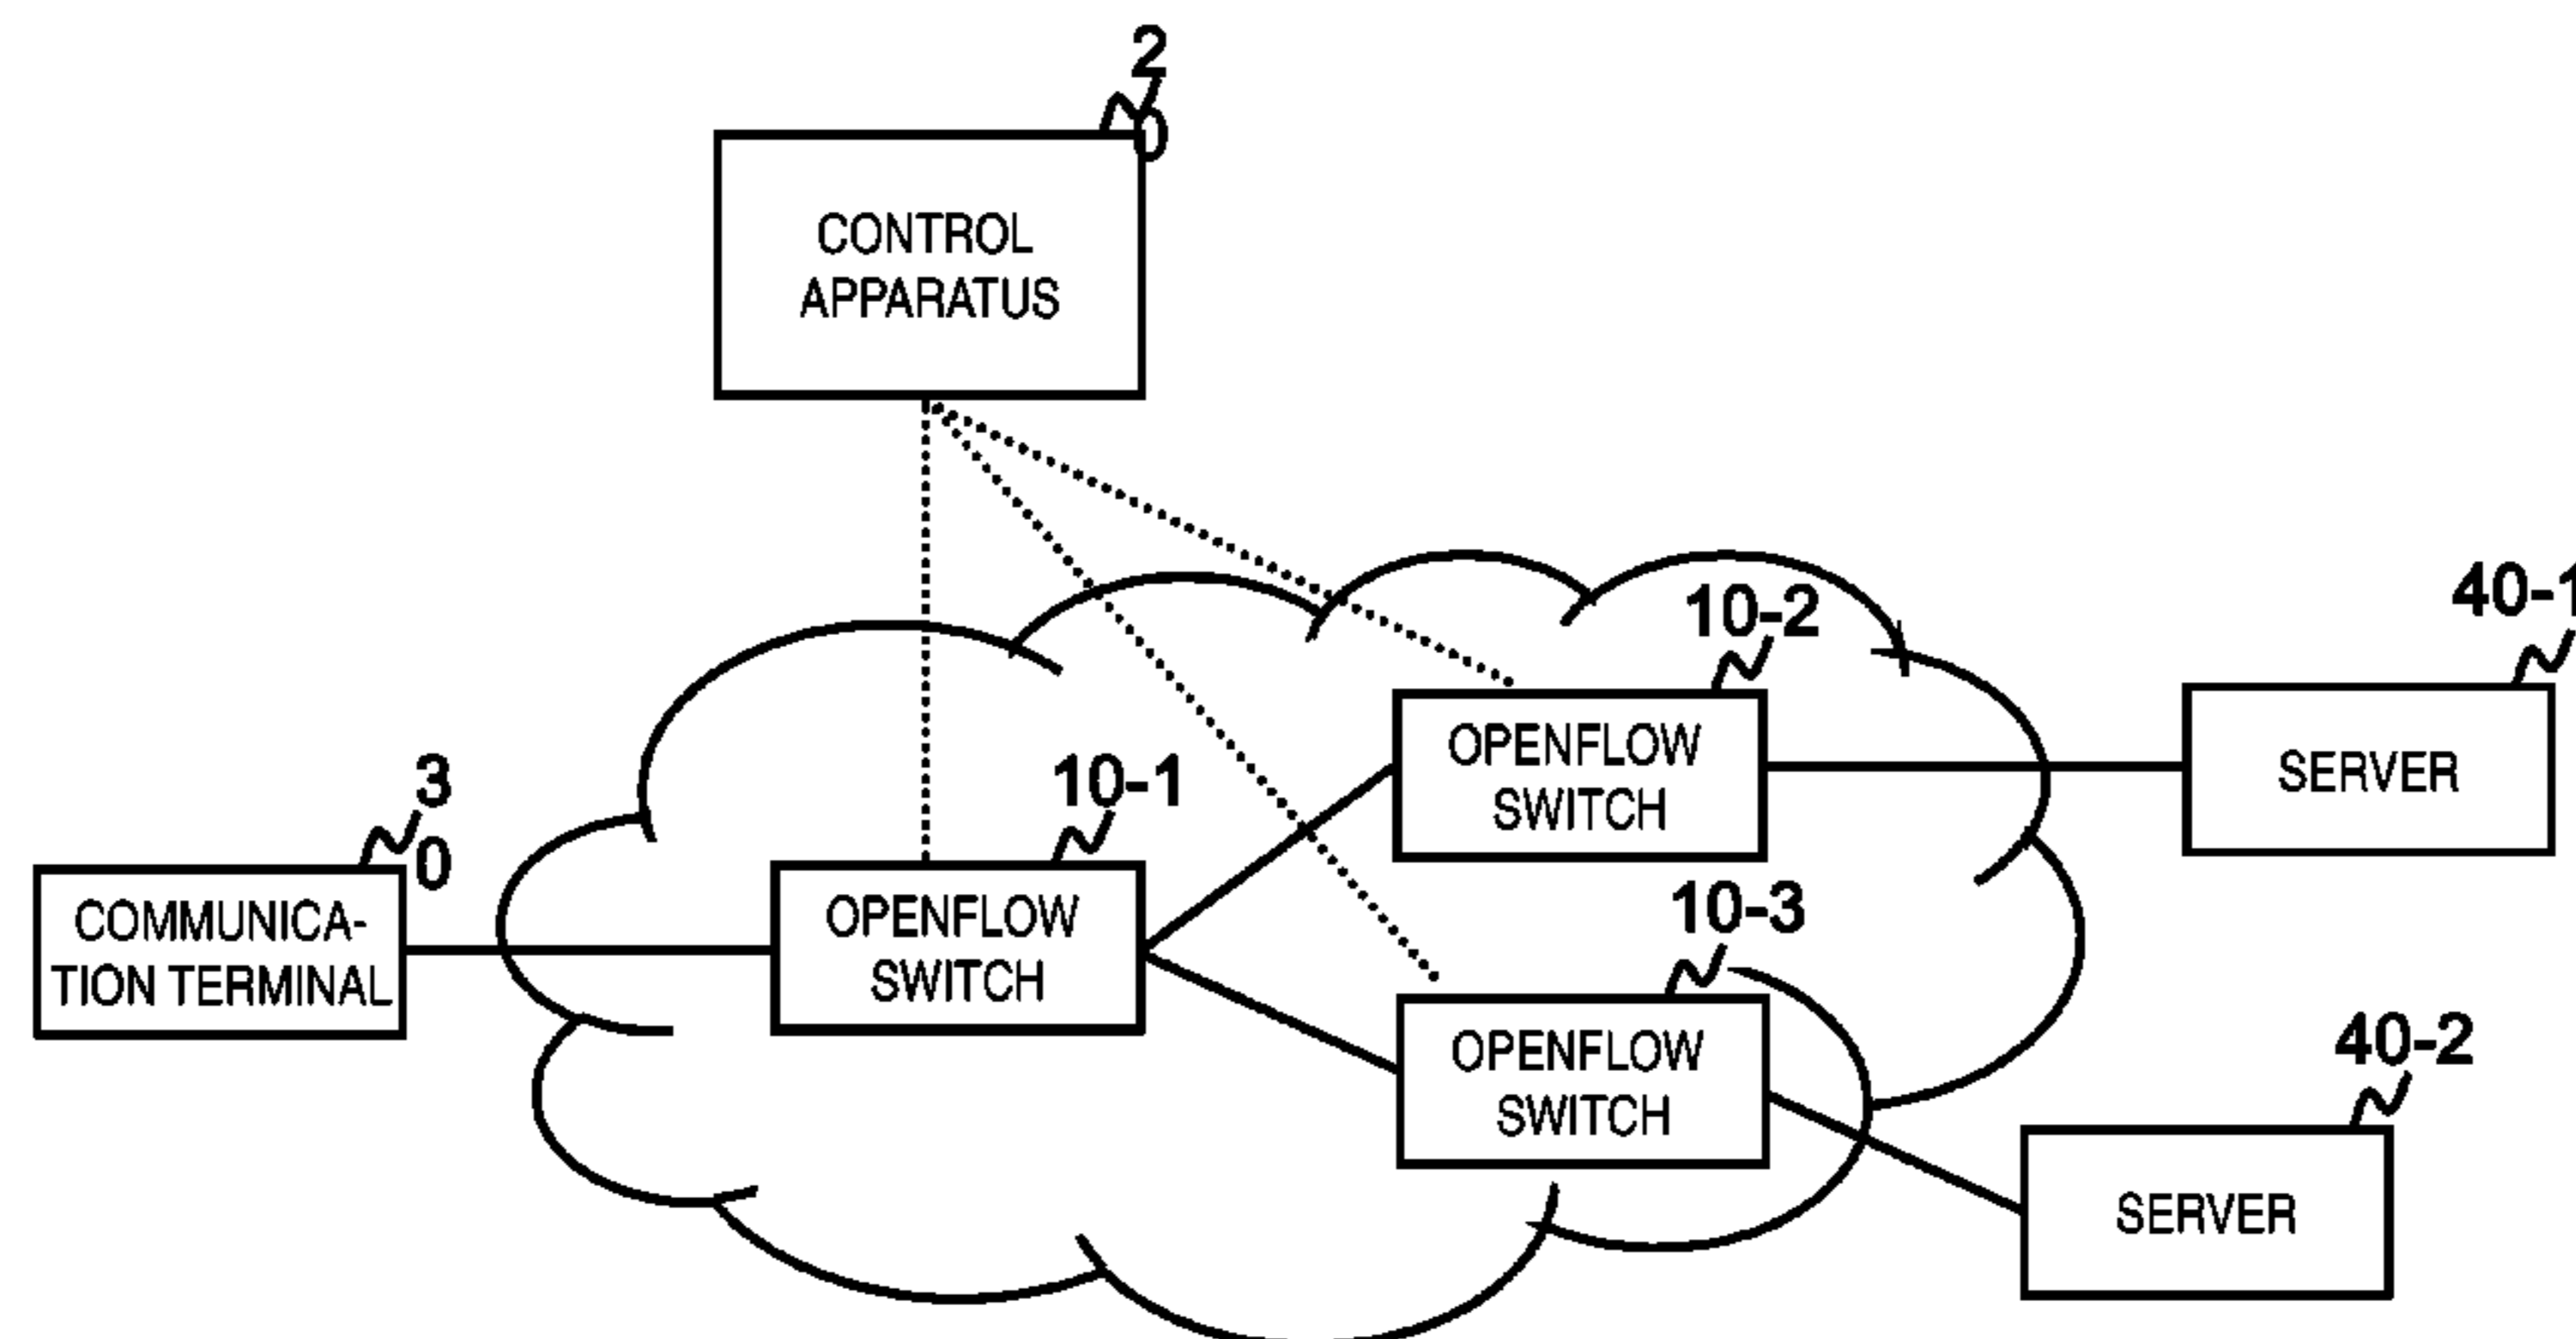 2
0
CONTROL
APPARATUS
10-2
40-1
OPENFLOW
SWITCH
SERVER
3
0
10-1
COMMUNICA-
TION TERMINAL
OPENFLOW
SWITCH
10-3
OPENFLOW
SWITCH
40-2
SERVER